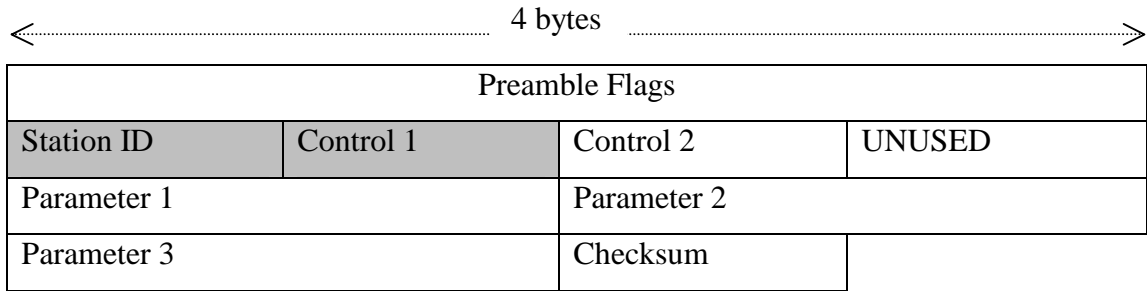 4 bytes
Preamble Flags
Station ID Control 1 Control 2 UNUSED
Parameter 1 Parameter 2
Parameter 3 Checksum